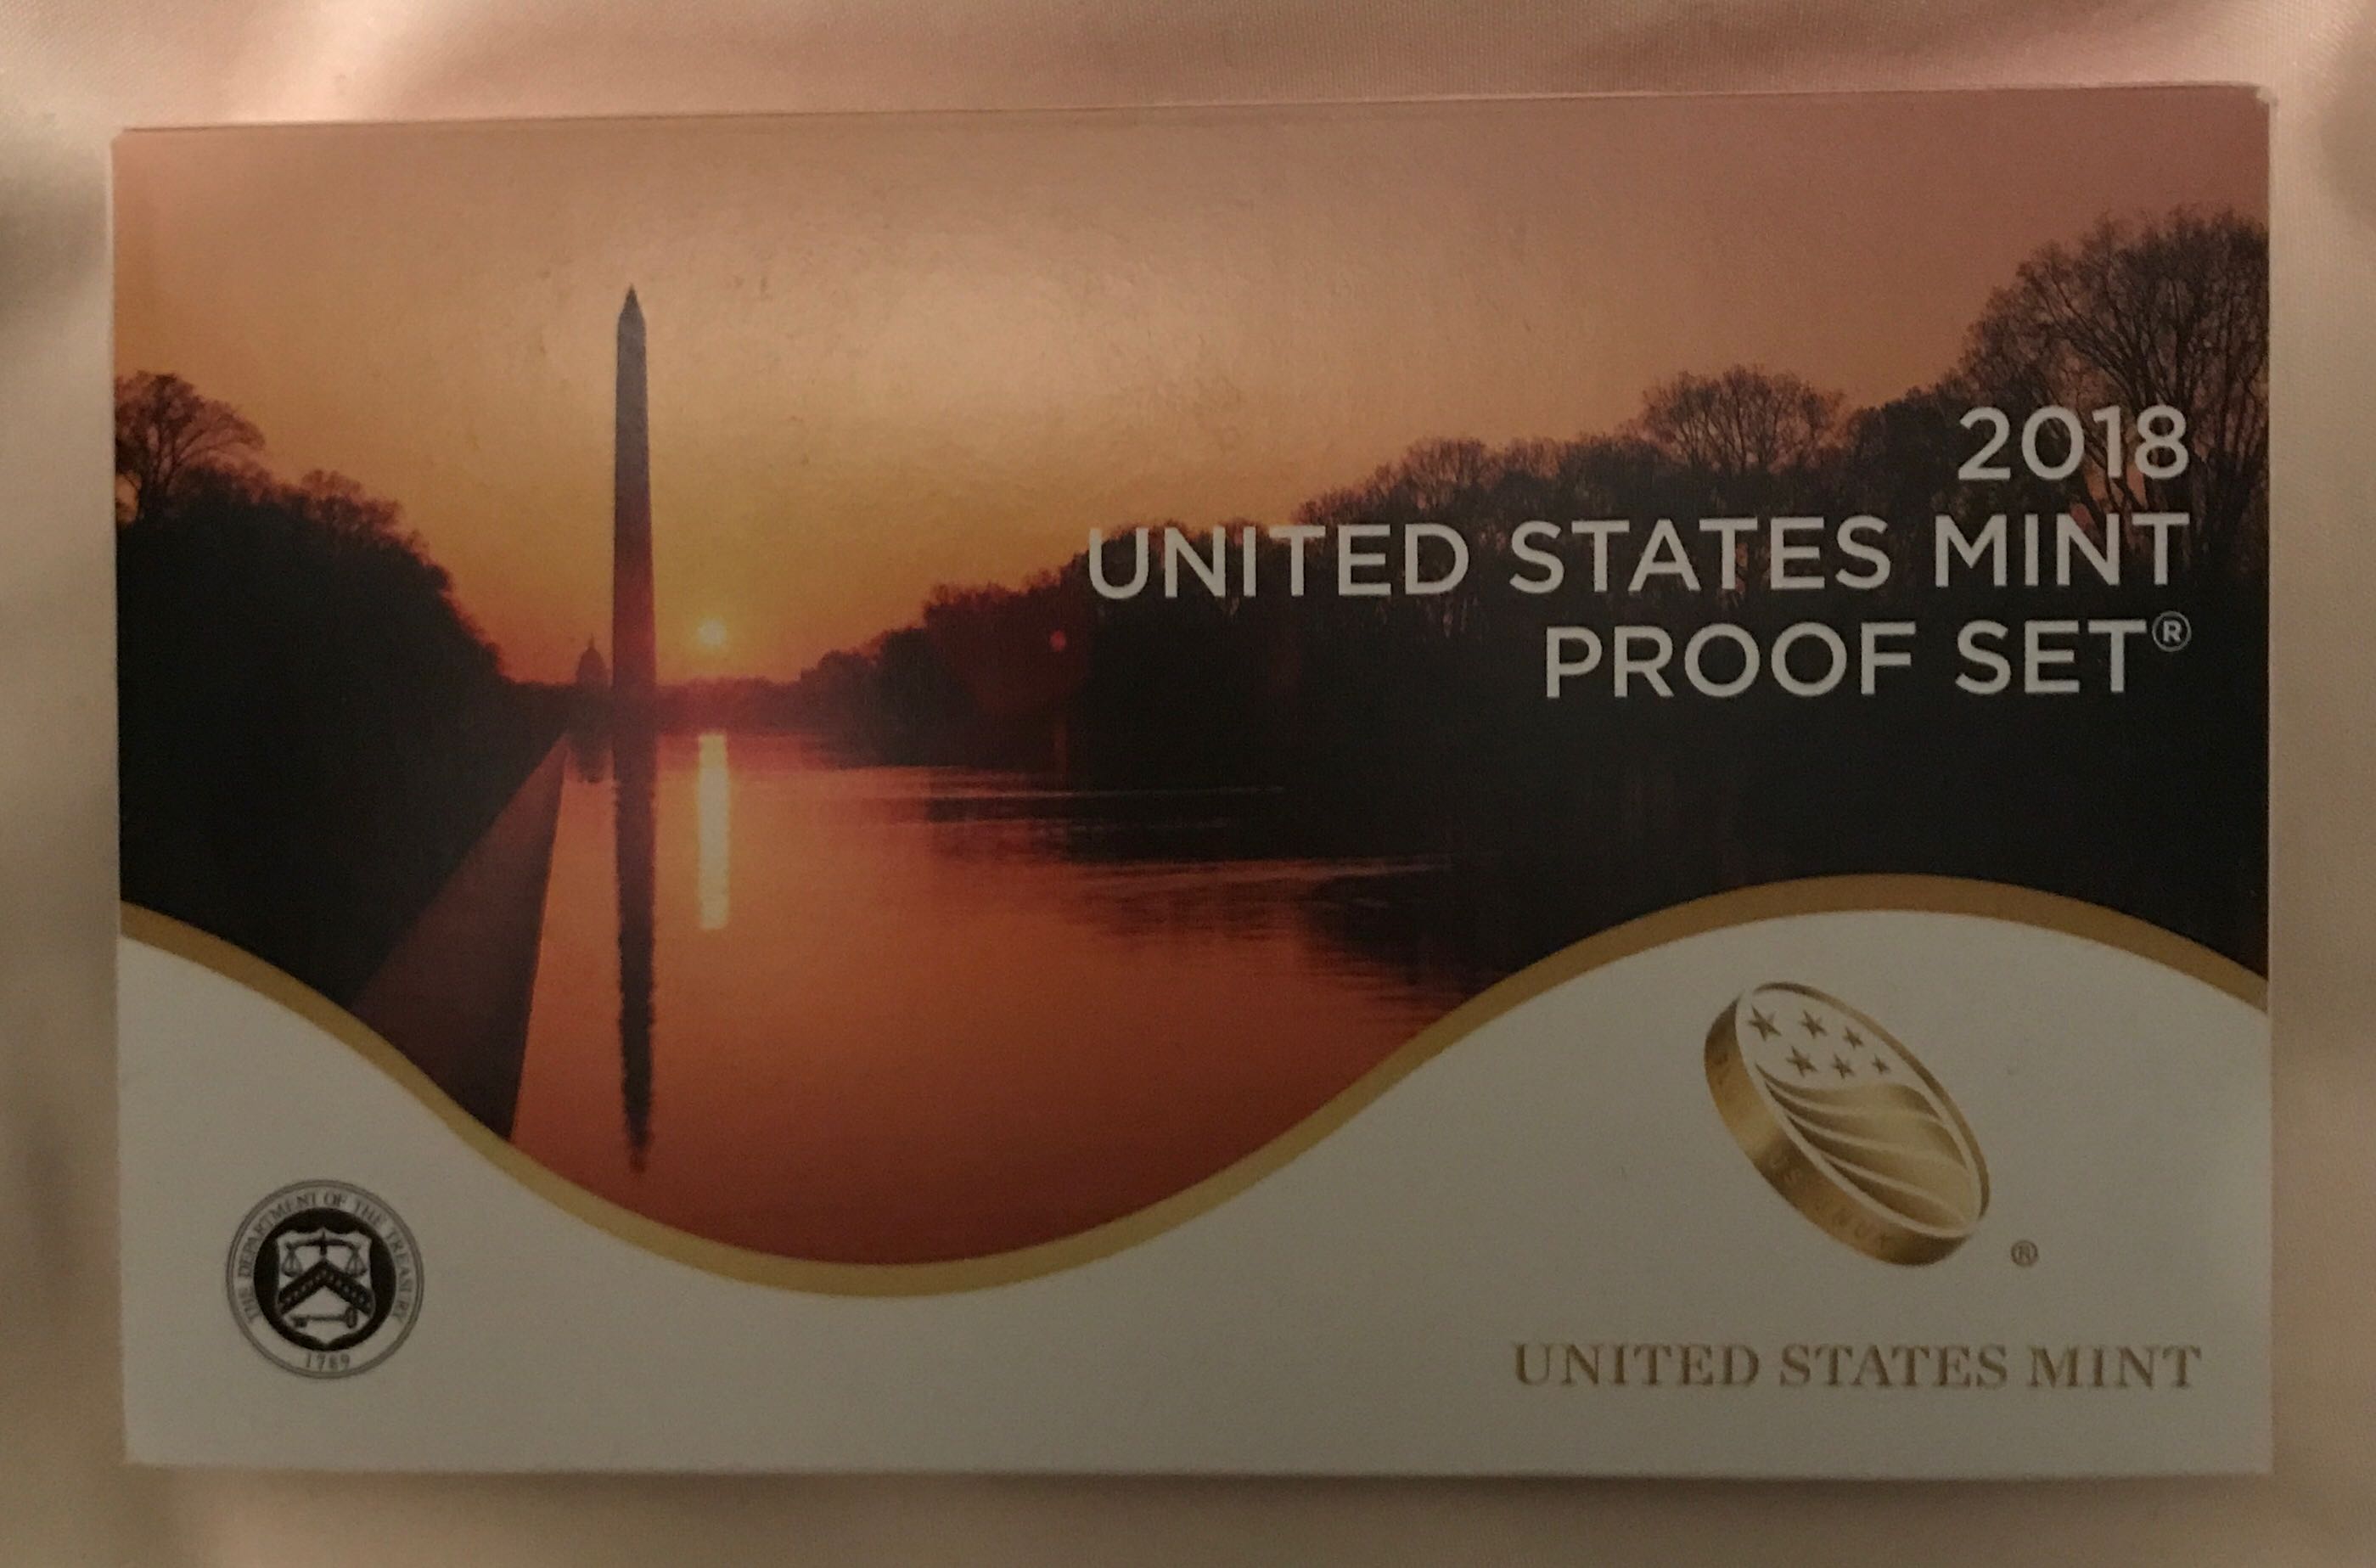 2018
UNITED STATES MINT
PROOF SET®
THE DEPARTMENT OF THE TREASURY
1789
®
UNITED STATES MINT